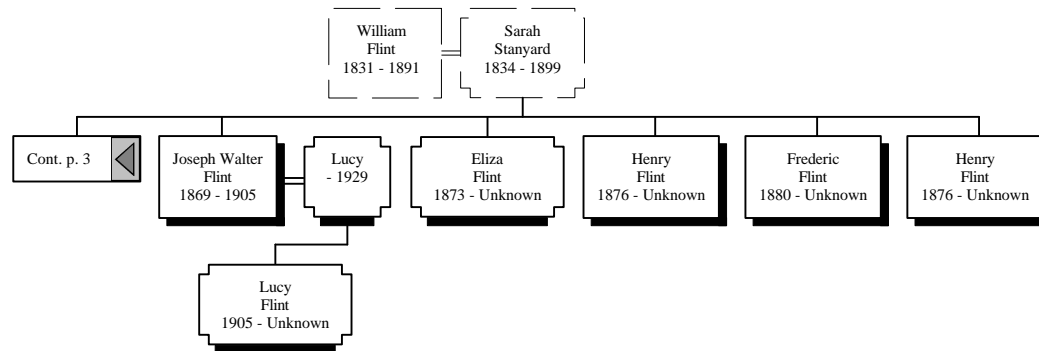 William
Flint
1831 - 1891
Sarah
Stanyard
1834 - 1899
Cont. p. 3
Joseph Walter
Flint
1869 - 1905
Lucy
- 1929
Eliza
Flint
1873 - Unknown
Henry
Flint
1876 - Unknown
Frederic
Flint
1880 - Unknown
Henry
Flint
1876 - Unknown
Lucy
Flint
1905 - Unknown